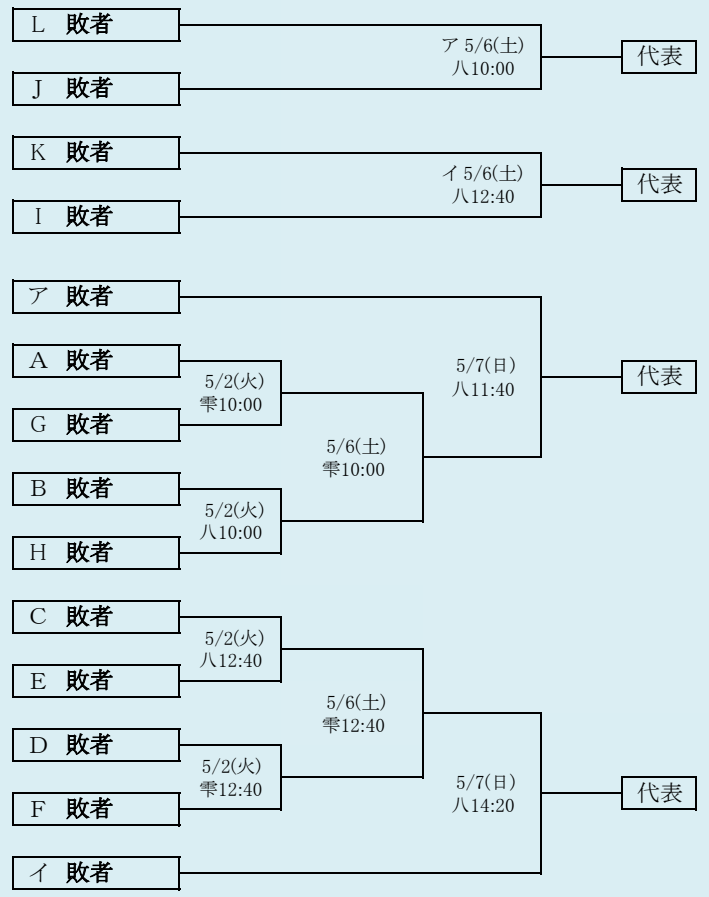 L 敗者
ア 5/6(土)
八10:00
代表
J 敗者
K 敗者
イ 5/6(土)
八12:40
代表
I 敗者
ア 敗者
A 敗者
5/2(火)
雫10:00
5/7(日)
八11:40
代表
G 敗者
5/6(土)
雫10:00
B 敗者
5/2(火)
八10:00
H 敗者
C 敗者
5/2(火)
八12:40
E 敗者
5/6(土)
雫12:40
D 敗者
5/2(火)
雫12:40
5/7(日)
八14:20
代表
F 敗者
イ 敗者